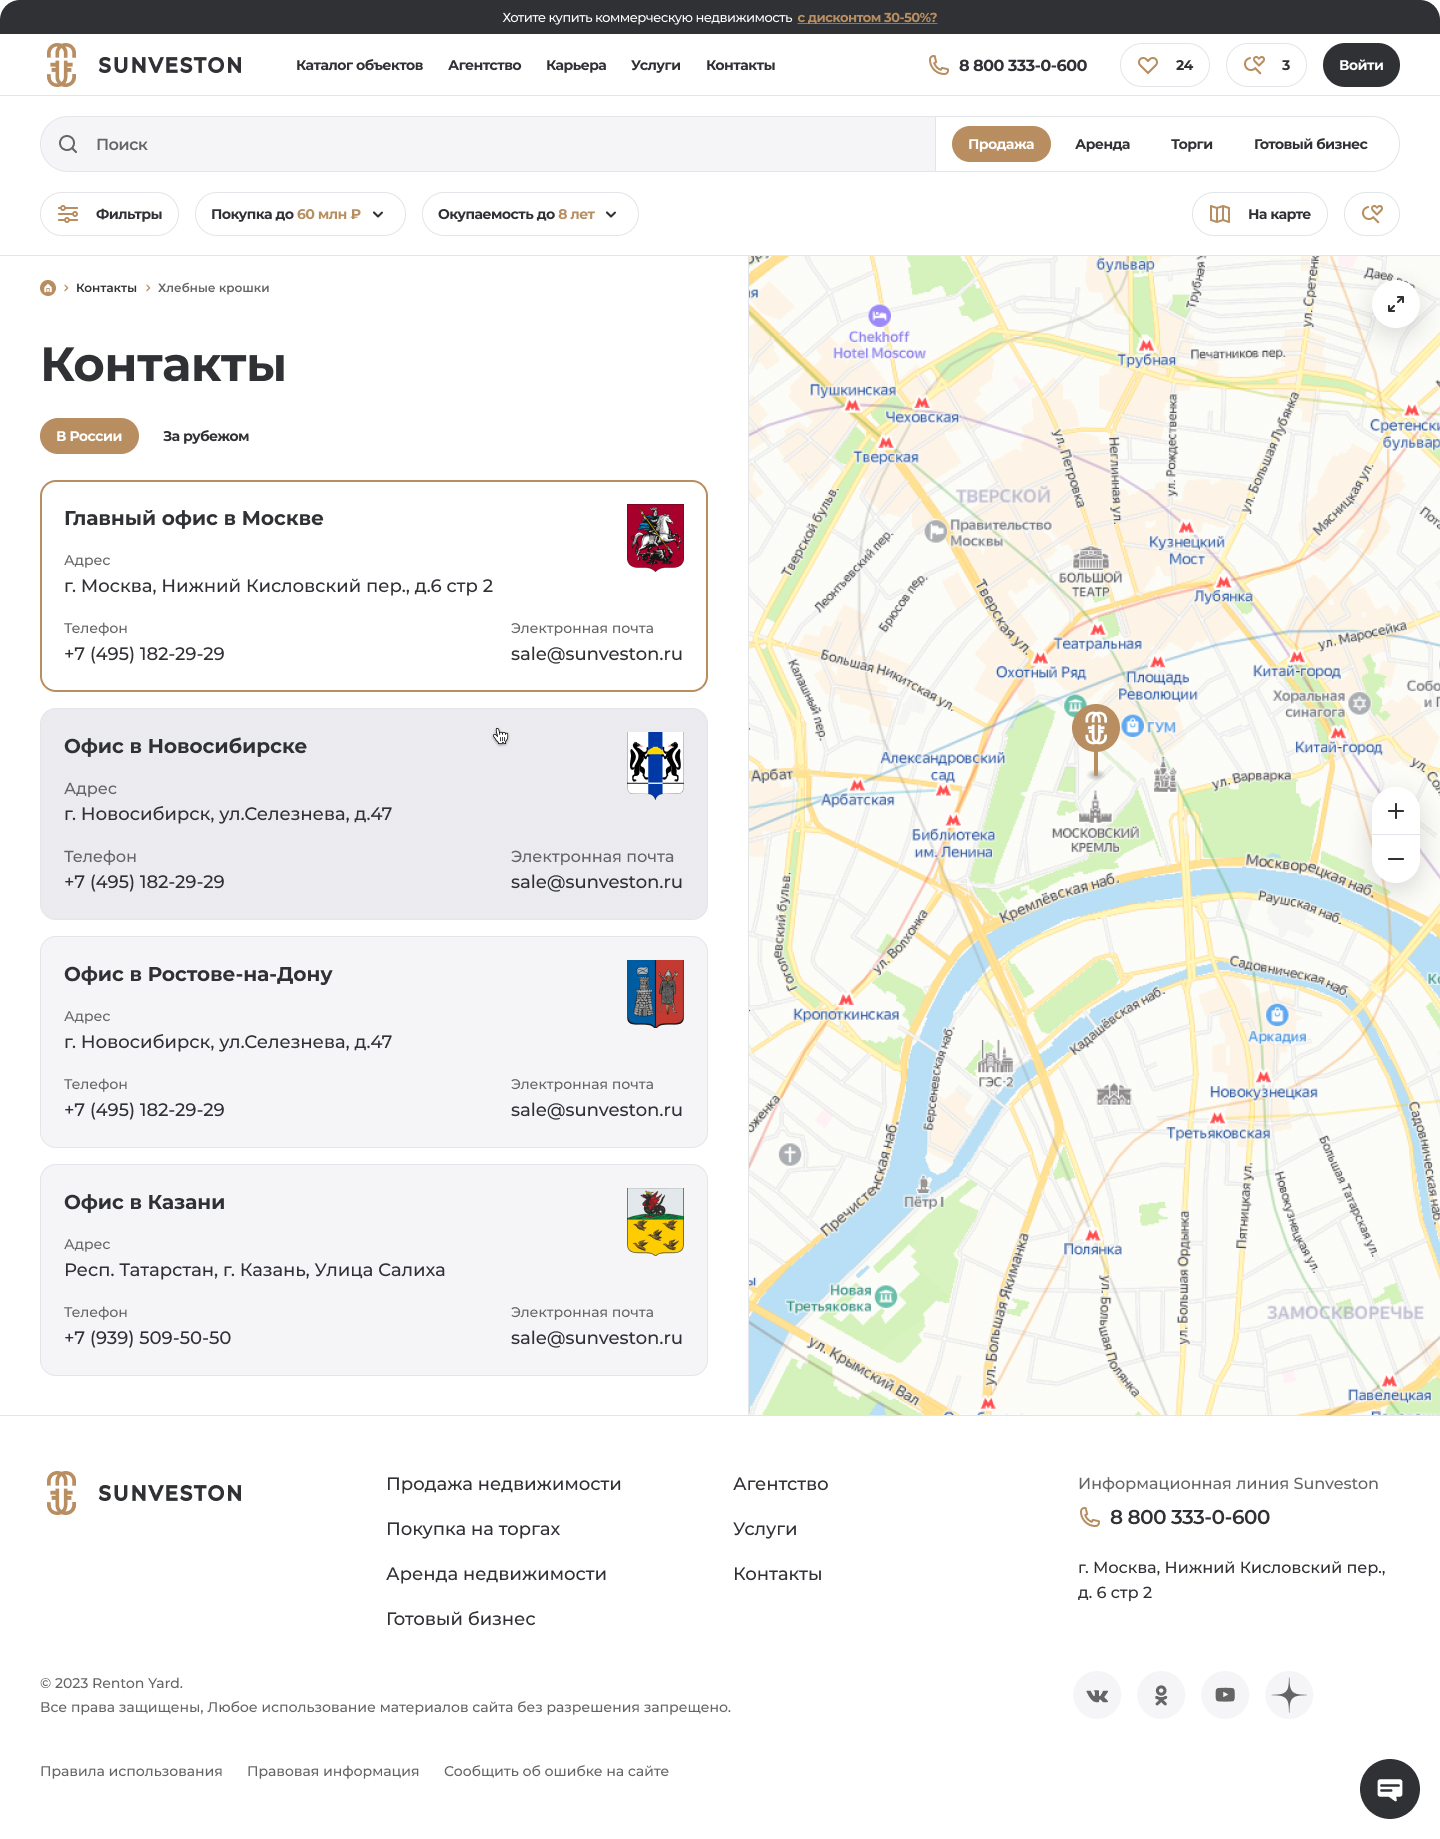 Хотите купить коммерческую недвижимость с дисконтом 30-50%?
SUNVESTON
Каталог объектов
Агентство
Карьера
Услуги
Контакты
8 800 333-0-600
24
3
Войти
Поиск
Продажа
Аренда
Торги
Готовый бизнес
Фильтры
Покупка до 60 млн ₽
Окупаемость до 8 лет
На карте
Контакты
Хлебные крошки
Контакты
В России
За рубежом
Главный офис в Москве
Адрес
г. Москва, Нижний Кисловский пер., д.6 стр 2
Телефон
Электронная почта
+7 (495) 182-29-29
sale@sunveston.ru
Офис в Новосибирске
Адрес
г. Новосибирск, ул.Селезнева, д.47
Телефон
Электронная почта
+7 (495) 182-29-29
sale@sunveston.ru
Офис в Ростове-на-Дону
Адрес
г. Новосибирск, ул.Селезнева, д.47
Телефон
Электронная почта
+7 (495) 182-29-29
sale@sunveston.ru
Офис в Казани
Адрес
Респ. Татарстан, г. Казань, Улица Салиха
Телефон
Электронная почта
+7 (939) 509-50-50
sale@sunveston.ru
бульвар
Трубная
ул. Сретенка
Даев
Chekhoff
Hotel Moscow
Трубная
Печатников пер.
Пушкинская
Чеховская
Тверская
Сретенски
бульвар
ул. Петровка
Неглинная ул.
ул. Рождественка
ул. Большая Лубянка
Мясницкая ул.
Тверской бульв.
ТВЕРСКОЙ
Правительство
Москвы
Леонтьевский пер.
Брюсов пер.
БОЛЬШОЙ
ТЕАТР
Кузнецкий
Мост
Лубянка
Тверская ул.
Театральная
Охотный Ряд
Площадь
Революции
ул. Маросейка
Китай-город
Большая Никитская ул.
Калашный пер.
Хоральная
синагога
Собо
и П
ГУМ
Китай-город
Александровский
сад
Арбат
Арбатская
ул. Варварка
ул. Со
Библиотека
им. Ленина
МОСКОВСКИЙ
КРЕМЛЬ
Москворецкая наб.
Кремлёвская наб.
Раушская наб.
Гоголевский бульв.
ул. Волхонка
Садовническая наб.
Кропоткинская
Кадашёвская наб.
Аркадия
ГЭС-2
Берсеневская наб.
Новокузнецкая
Третьяковская
оженка
Садовническая наб.
Пречистенская наб.
Пётр I
Пятницкая ул.
Новокузнецкая ул.
Большая Татарская ул.
Полянка
ул. Большая Якиманка
ул. Большая Полянка
ул. Большая Ордынка
Новая
Третьяковка
ЗАМОСКВОРЕЧЬЕ
ул. Крымский Вал
Павелецкая
SUNVESTON
Продажа недвижимости
Покупка на торгах
Аренда недвижимости
Готовый бизнес
Агентство
Услуги
Контакты
Информационная линия Sunveston
8 800 333-0-600
г. Москва, Нижний Кисловский пер.,
д. 6 стр 2
© 2023 Renton Yard.
Все права защищены, Любое использование материалов сайта без разрешения запрещено.
Правила использования
Правовая информация
Сообщить об ошибке на сайте